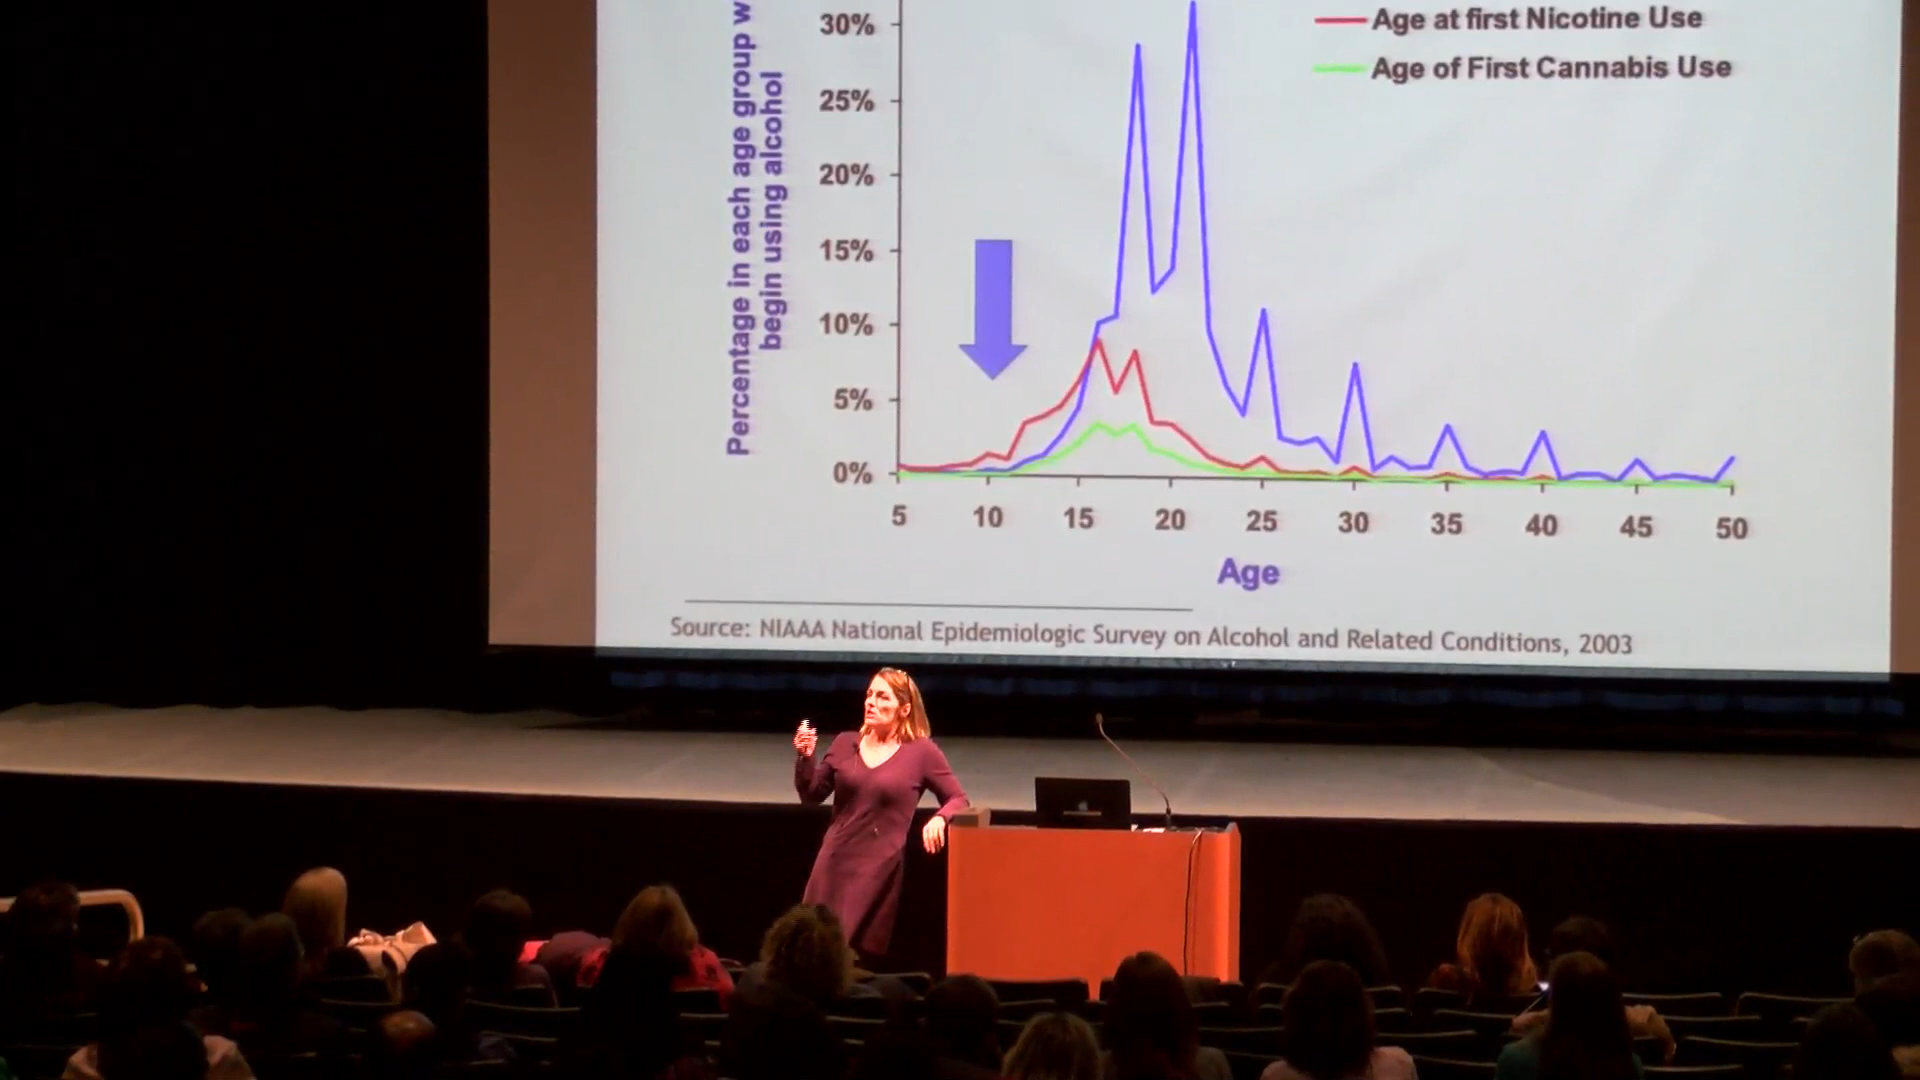 Percentage in each age group w
begin using alcohol
30%
25%
20%
15%
10%
5%
0%
Age at first Nicotine Use
Age of First Cannabis Use
5 10 15 20 25 30 35 40 45 50
Age
Source: NIAAA National Epidemiologic Survey on Alcohol and Related Conditions, 2003